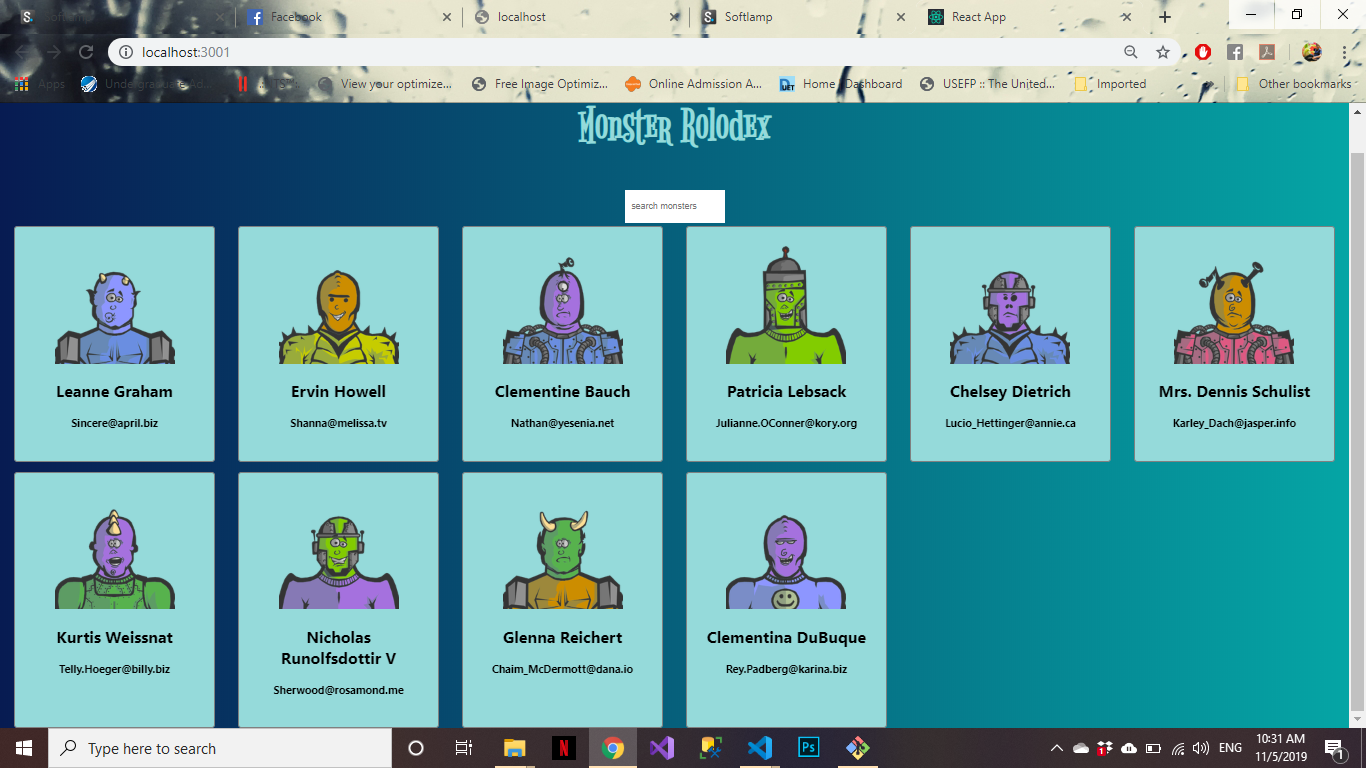 Softlamp
Facebook
localhost
Softlamp
React App
localhost:3001
Apps
View your optimize...
Free Image Optimiz...
Online Admission A...
Home | Dashboard
USEFP :: The United...
Imported
Other bookmarks
Monster Rolodex
search monsters
Leanne Graham
Sincere@april.biz
Ervin Howell
Shanna@melissa.tv
Clementine Bauch
Nathan@yesenia.net
Patricia Lebsack
Julianne.OConner@kory.org
Chelsey Dietrich
Lucio_Hettinger@annie.ca
Mrs. Dennis Schulist
Karley_Dach@jasper.info
Kurtis Weissnat
Telly.Hoeger@billy.biz
Nicholas
Runolfsdottir V
Sherwood@rosamond.me
Glenna Reichert
Chaim_McDermott@dana.io
Clementina DuBuque
Rey.Padberg@karina.biz
Type here to search
ENG
10:31 AM
11/5/2019